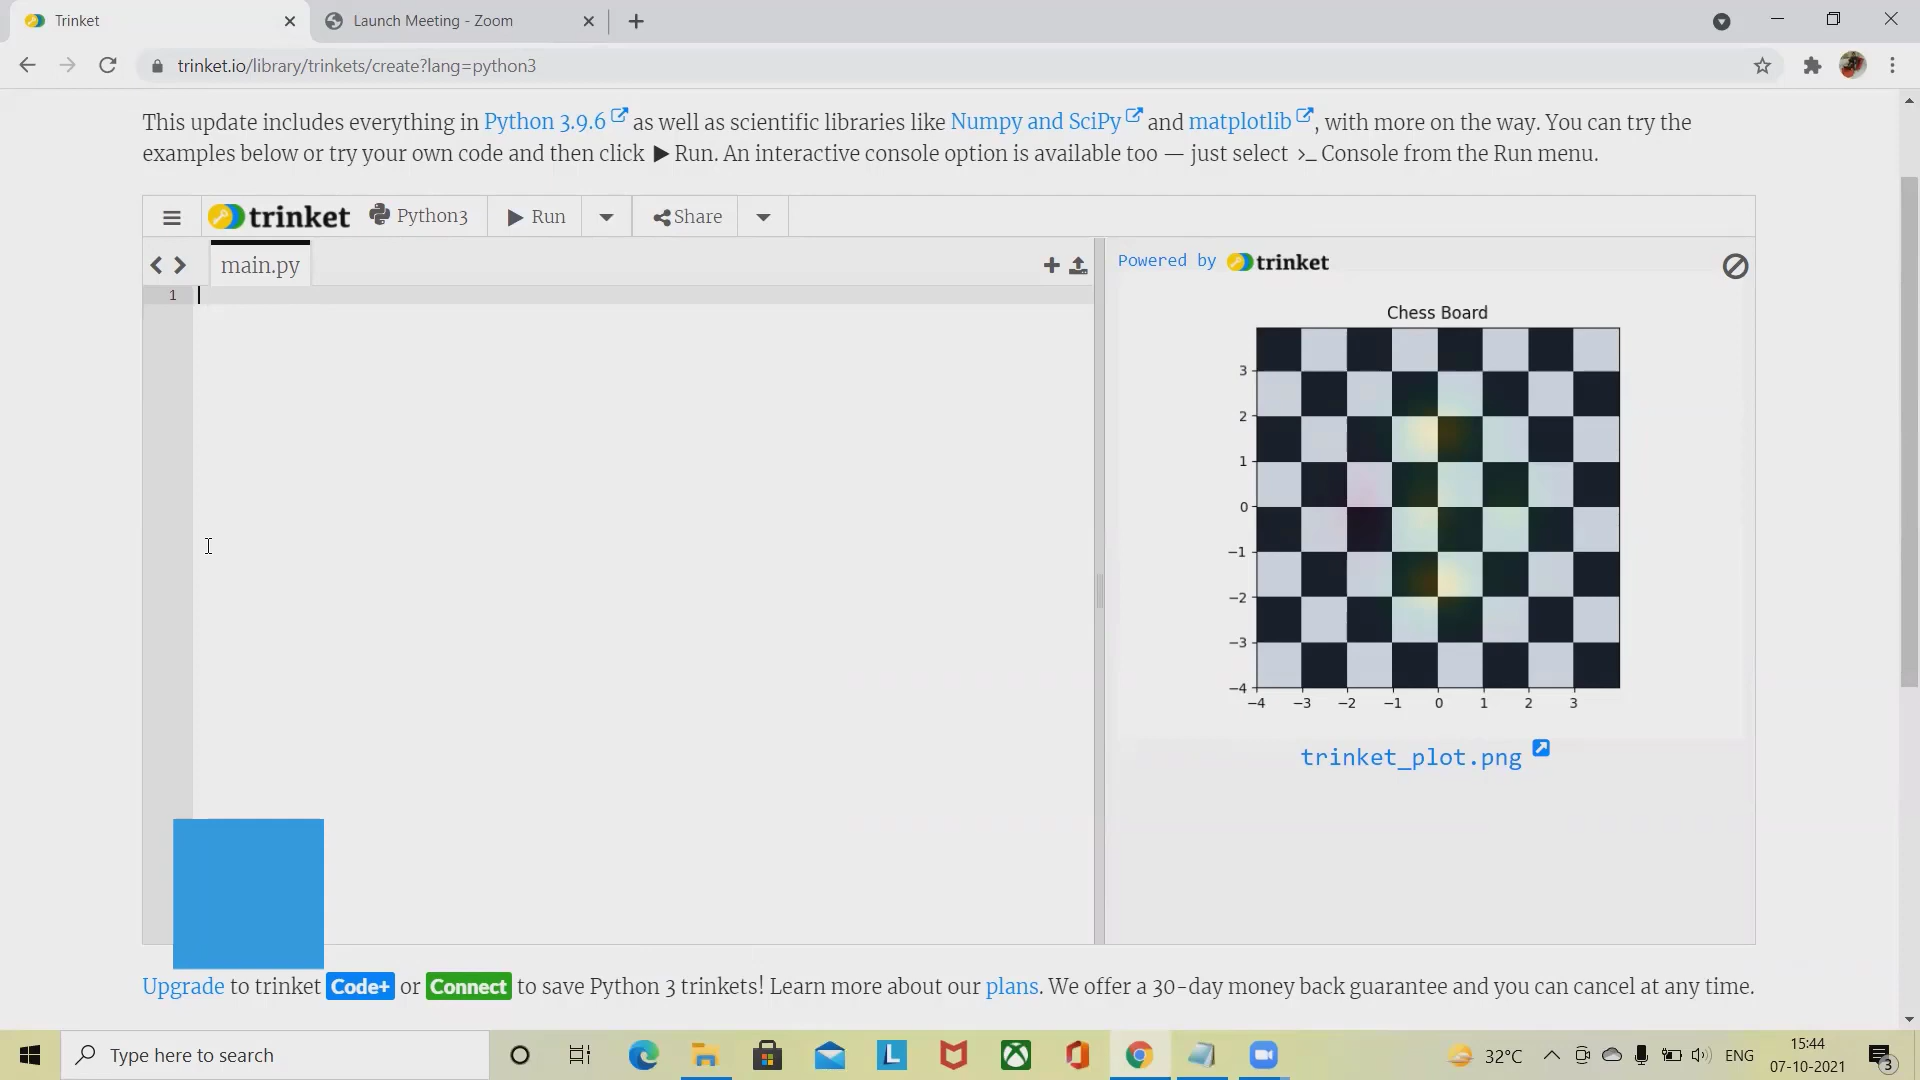 Trinket
Launch Meeting - Zoom
trinket.io/library/trinkets/create?lang=python3
This update includes everything in Python 3.9.6 as well as scientific libraries like Numpy and SciPy and matplotlib, with more on the way. You can try the
examples below or try your own code and then click Run. An interactive console option is available too — just select >_ Console from the Run menu.
trinket Python3 Run Share
main.py
Powered by trinket
1
Chess Board
3
2
1
0
−1
−2
−3
−4
−4 −3 −2 −1 0 1 2 3
trinket_plot.png
Upgrade to trinket Code+ or Connect to save Python 3 trinkets! Learn more about our plans. We offer a 30-day money back guarantee and you can cancel at any time.
Type here to search
L
32°C
ENG
15:44
07-10-2021
3